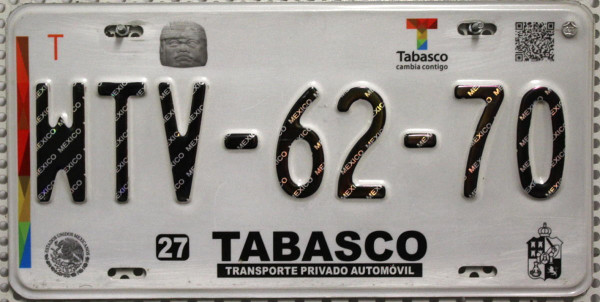 T
Tabasco
cambia contigo
WTV-62-70
27
TABASCO
TRANSPORTE PRIVADO AUTOMÓVIL